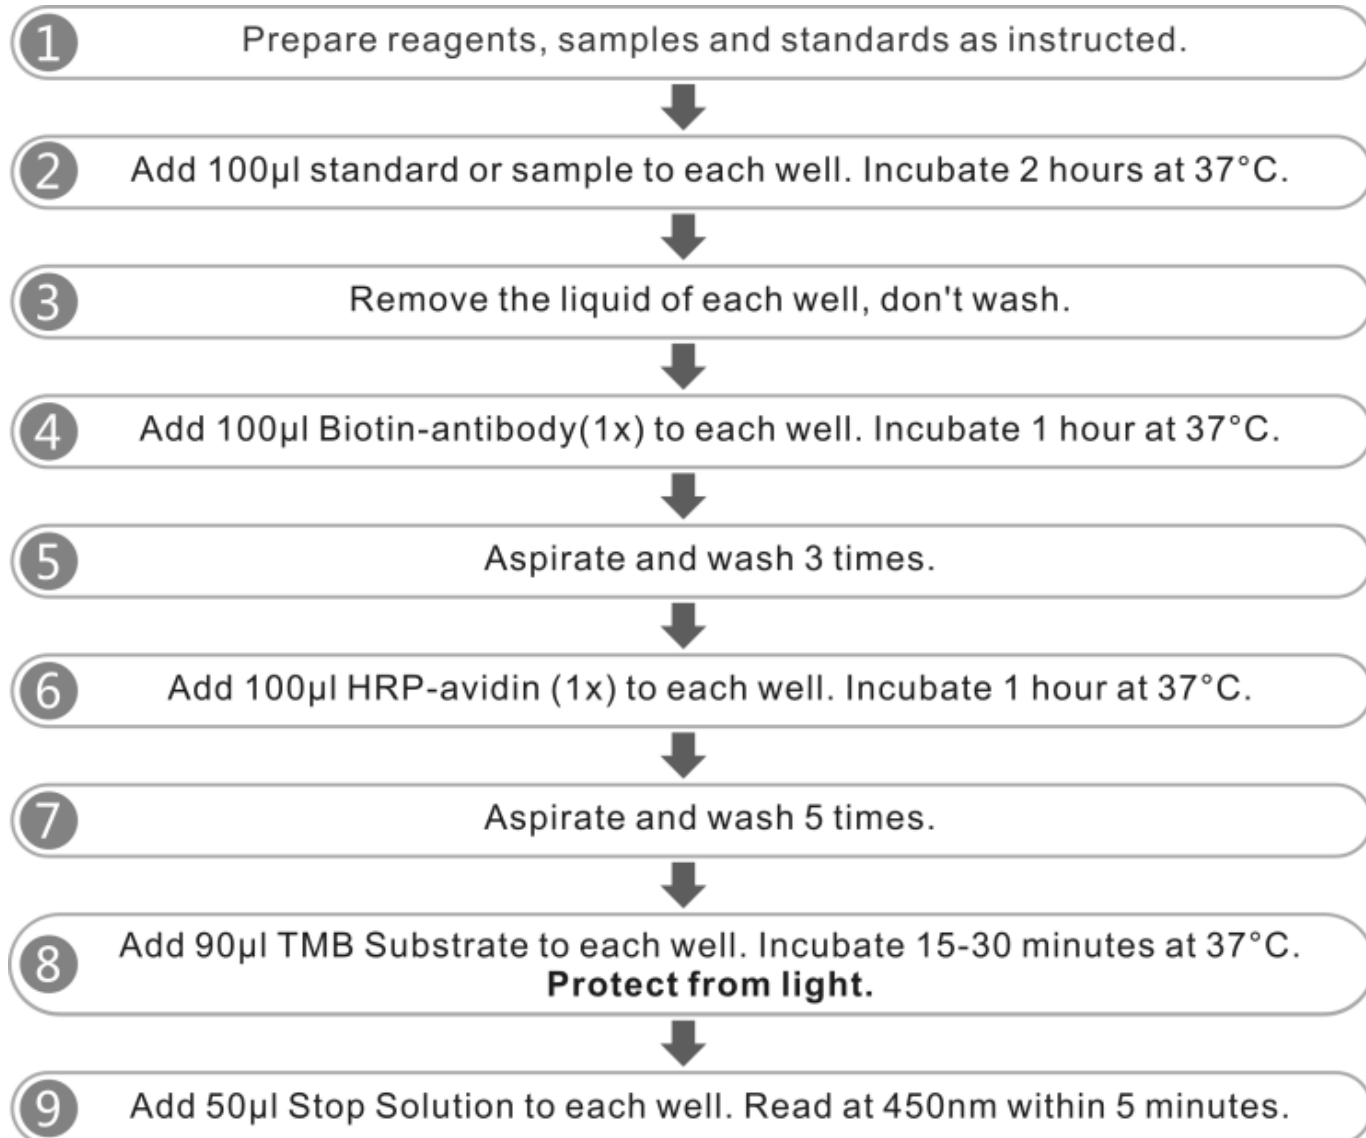 1 Prepare reagents, samples and standards as instructed.
2 Add 100µl standard or sample to each well. Incubate 2 hours at 37°C.
3 Remove the liquid of each well, don't wash.
4 Add 100µl Biotin-antibody(1x) to each well. Incubate 1 hour at 37°C.
5 Aspirate and wash 3 times.
6 Add 100µl HRP-avidin (1x) to each well. Incubate 1 hour at 37°C.
7 Aspirate and wash 5 times.
8 Add 90µl TMB Substrate to each well. Incubate 15-30 minutes at 37°C.
Protect from light.
9 Add 50µl Stop Solution to each well. Read at 450nm within 5 minutes.